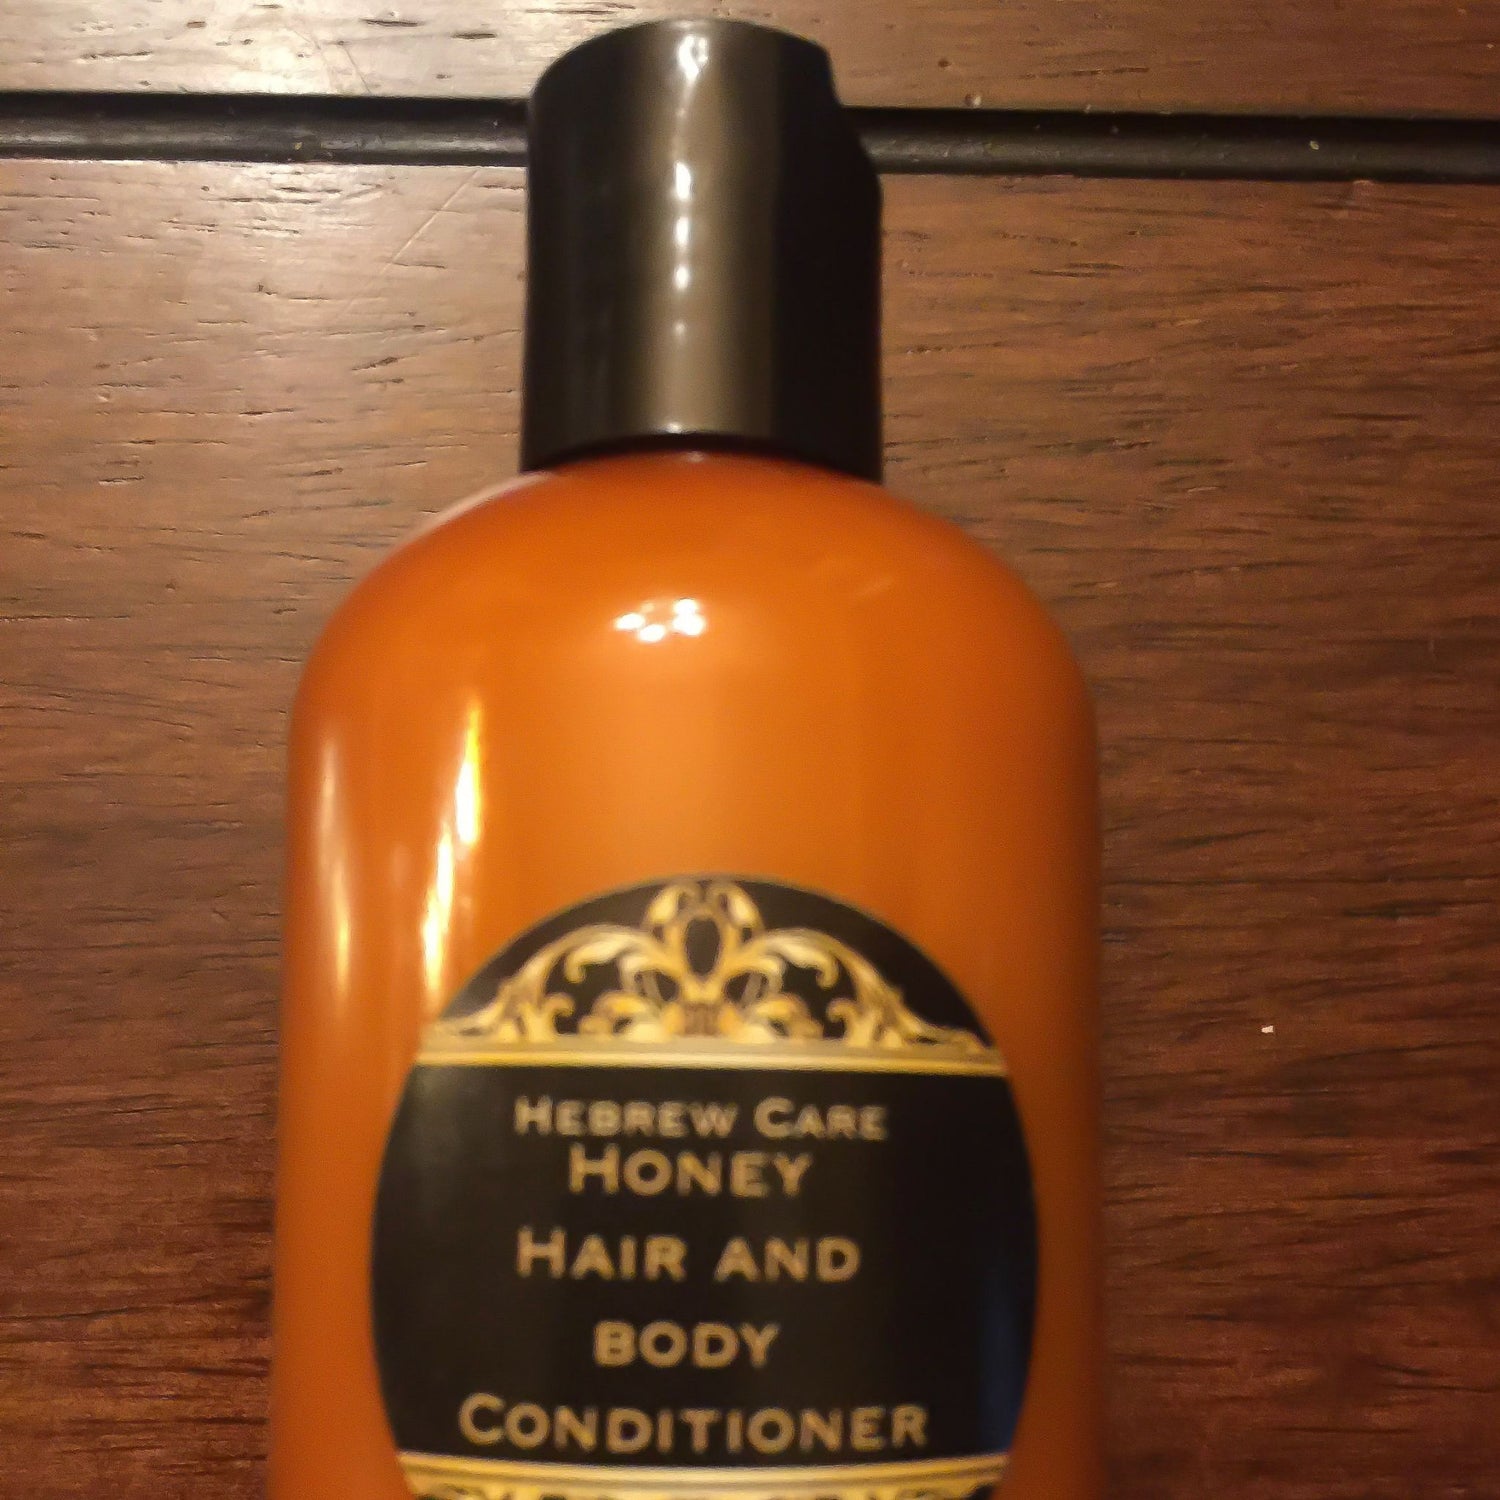 HEBREW CARE
HONEY
HAIR AND
BODY
CONDITIONER